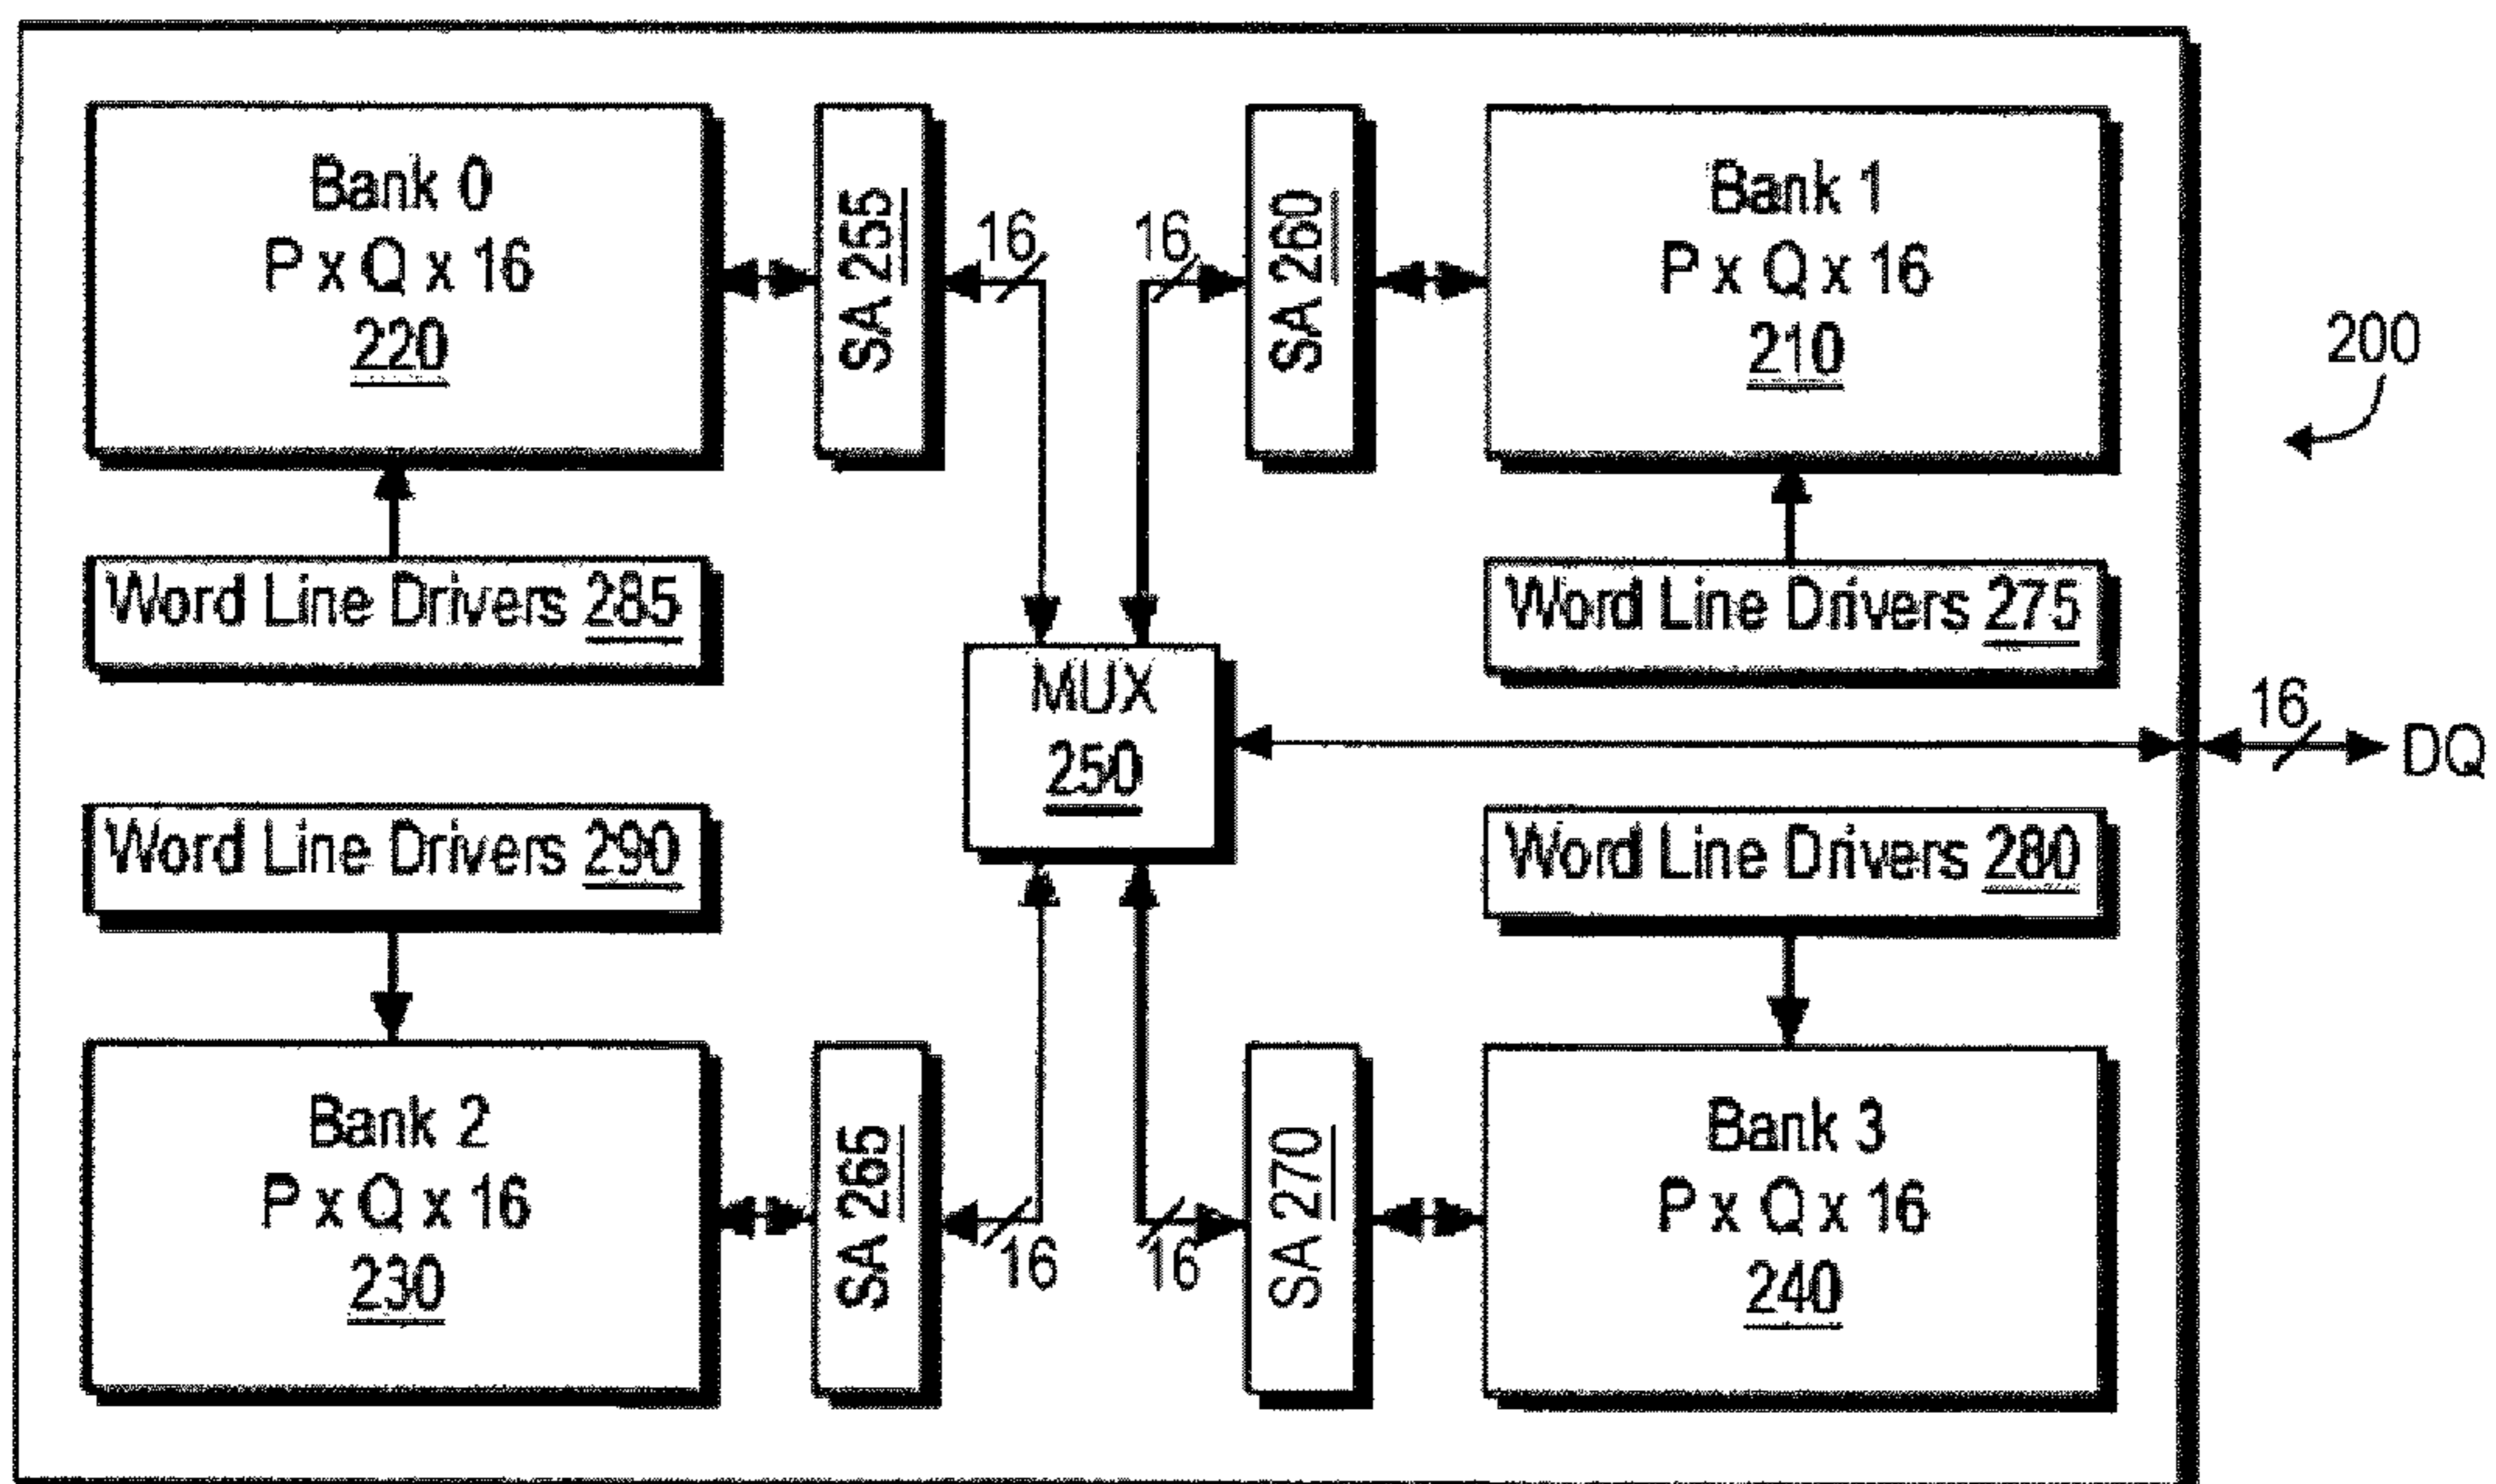 Bank 0
P x Q x 16
220
SA 255
16
16
SA 260
Bank 1
P x Q x 16
210
200
Word Line Drivers 285
Word Line Drivers 275
MUX
250
16
DQ
Word Line Drivers 290
Word Line Drivers 280
Bank 2
P x Q x 16
230
SA 265
16
16
SA 270
Bank 3
P x Q x 16
240